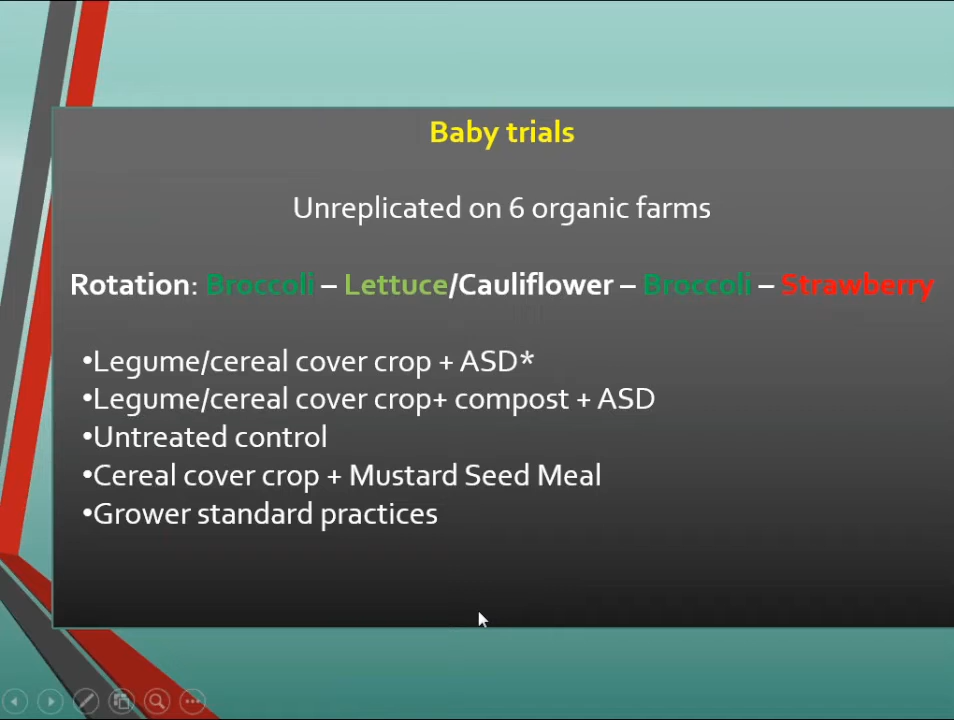 Baby trials
Unreplicated on 6 organic farms
Rotation: Broccoli – Lettuce/Cauliflower – Broccoli – Strawberry
•Legume/cereal cover crop + ASD*
•Legume/cereal cover crop+ compost + ASD
•Untreated control
•Cereal cover crop + Mustard Seed Meal
•Grower standard practices